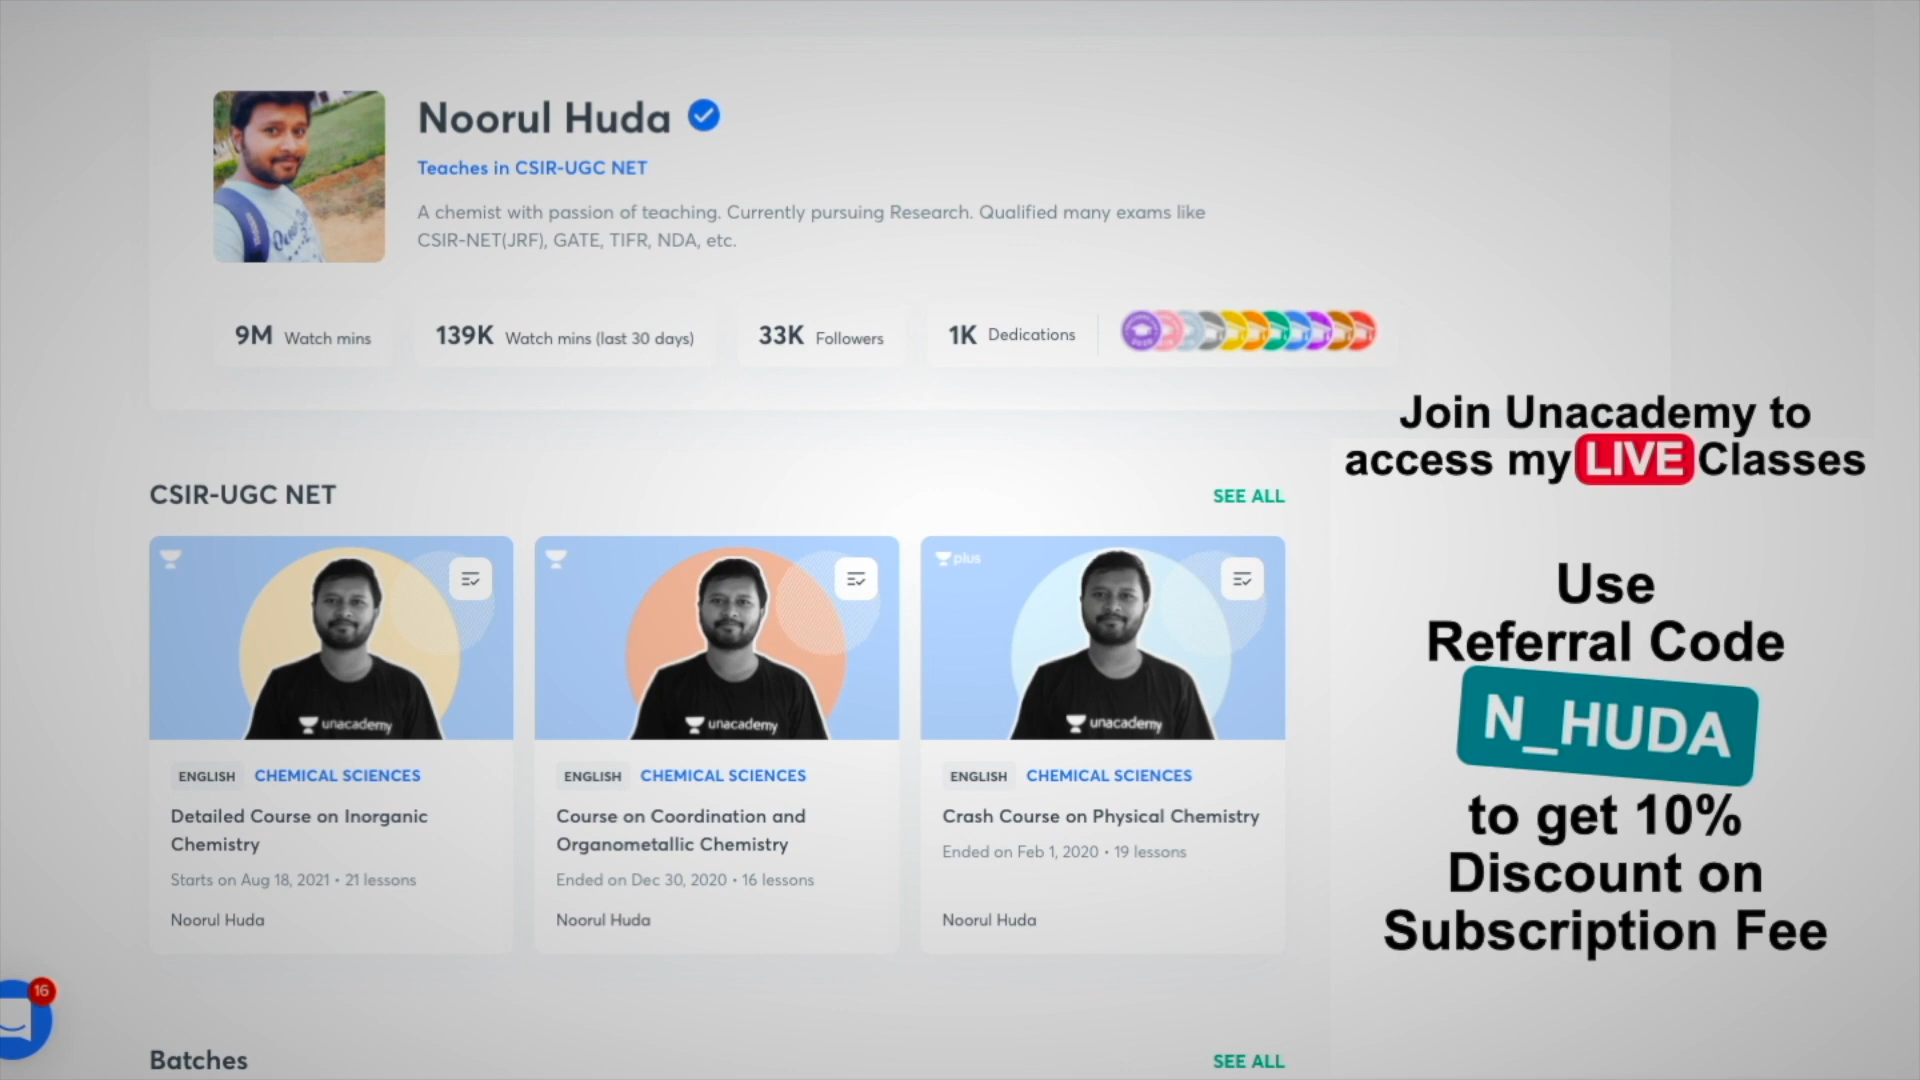 Noorul Huda
Teaches in CSIR-UGC NET
A chemist with passion of teaching. Currently pursuing Research. Qualified many exams like
CSIR-NET(JRF), GATE, TIFR, NDA, etc.
9M Watch mins
139K Watch mins (last 30 days)
33K Followers
1K Dedications
Join Unacademy to
access my LIVE Classes
Use
Referral Code
N_HUDA
to get 10%
Discount on
Subscription Fee
CSIR-UGC NET
SEE ALL
unacademy
ENGLISH CHEMICAL SCIENCES
Detailed Course on Inorganic
Chemistry
Starts on Aug 18, 2021 • 21 lessons
Noorul Huda
unacademy
ENGLISH CHEMICAL SCIENCES
Course on Coordination and
Organometallic Chemistry
Ended on Dec 30, 2020 • 16 lessons
Noorul Huda
plus
unacademy
ENGLISH CHEMICAL SCIENCES
Crash Course on Physical Chemistry
Ended on Feb 1, 2020 • 19 lessons
Noorul Huda
16
Batches
SEE ALL